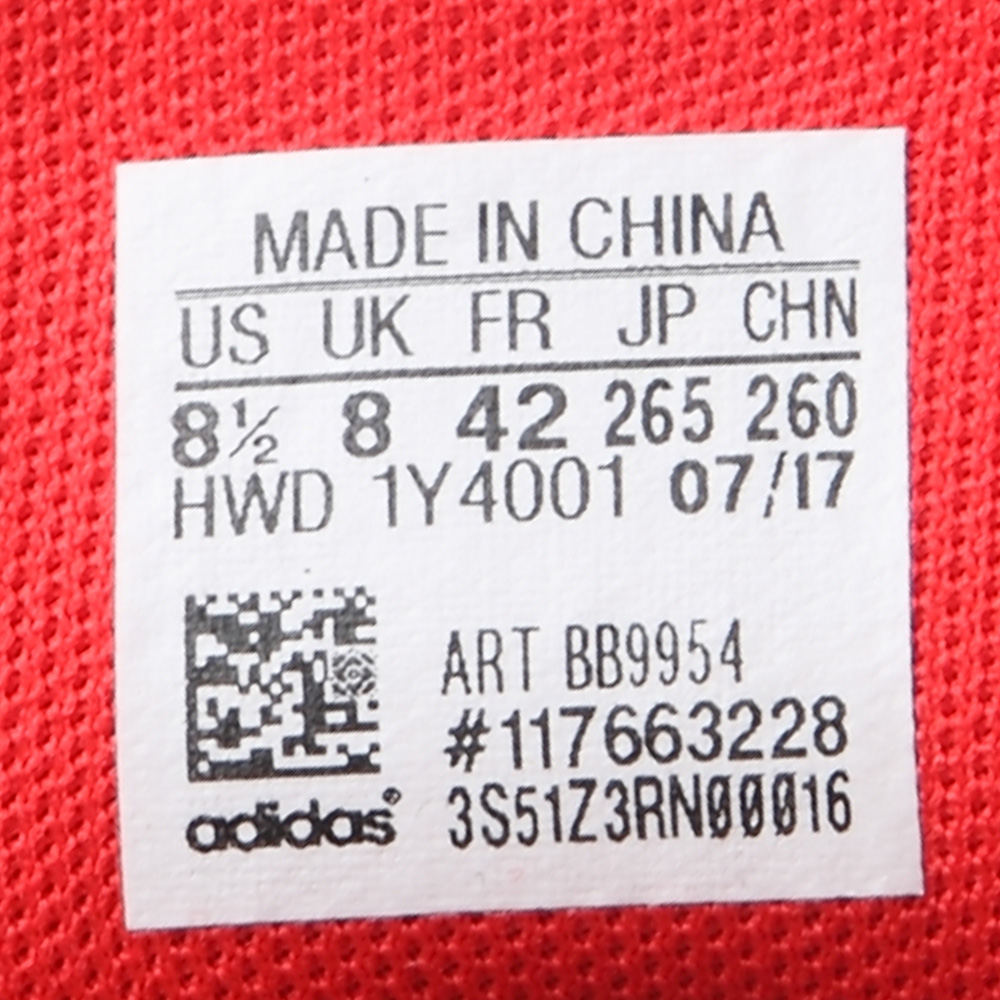 MADE IN CHINA
US UK FR JP CHN
8½ 8 42 265 260
HWD 1Y4001 07/17
ART BB9954
#117663228
adidas® 3S51Z3RN00016